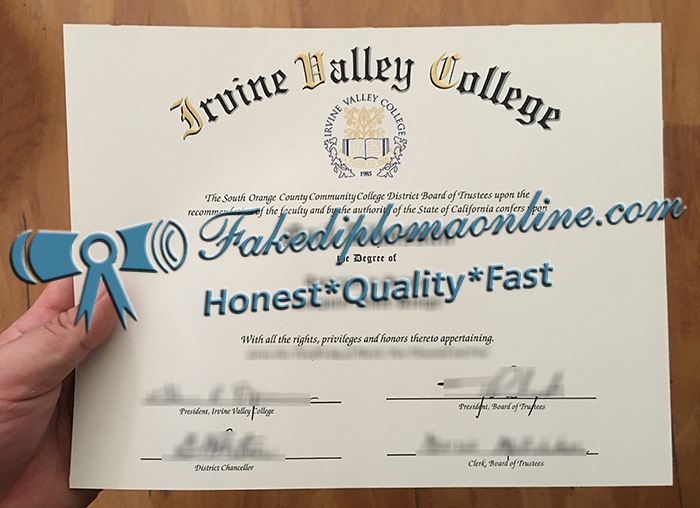 Irvine Valley College
IRVINE VALLEY COLLEGE
1985
The South Orange County Community College District Board of Trustees upon the
recommendation of the faculty and by the authority of the State of California confers upon
Fakediplomaonline.com
the Degree of
Honest*Quality*Fast
With all the rights, privileges and honors thereto appertaining.
President, Irvine Valley College
President, Board of Trustees
District Chancellor
Clerk, Board of Trustees